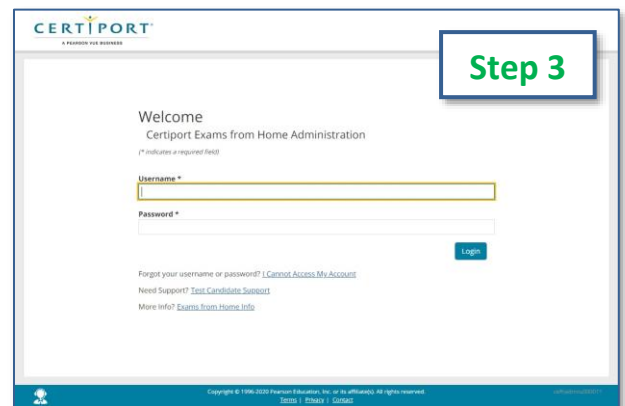 CERTIPORT
A PEARSON VUE BUSINESS
Step 3
Welcome
Certiport Exams from Home Administration
(* indicates a required field)
Username *
Password *
Login
Forgot your username or password? I Cannot Access My Account
Need Support? Test Candidate Support
More Info? Exams from Home Info
Copyright © 1996-2020 Pearson Education, Inc. or its affiliate(s). All rights reserved.
Terms | Privacy | Contact